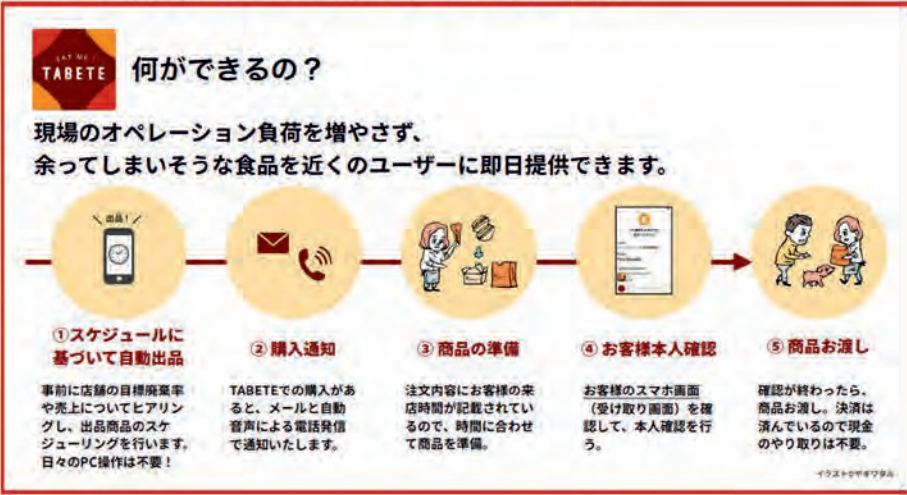 EAT ME!
TABETE
何ができるの？
現場のオペレーション負荷を増やさず、
余ってしまいそうな食品を近くのユーザーに即日提供できます。
出品！
①スケジュールに
基づいて自動出品
事前に店舗の目標廃棄率
や売上についてヒアリン
グし、出品商品のスケ
ジューリングを行います。
日々のPC操作は不要！
②購入通知
TABETEでの購入があ
ると、メールと自動
音声による電話発信
で通知いたします。
③商品の準備
注文内容にお客様の来
店時間が記載されてい
るので、時間に合わせ
て商品を準備。
④お客様本人確認
お客様のスマホ画面
（受け取り画面）を確
認して、本人確認を行
う。
⑤商品お渡し
確認が終わったら、
商品お渡し。決済は
済んでいるので現金
のやり取りは不要。
イラスト©ヤギワタル